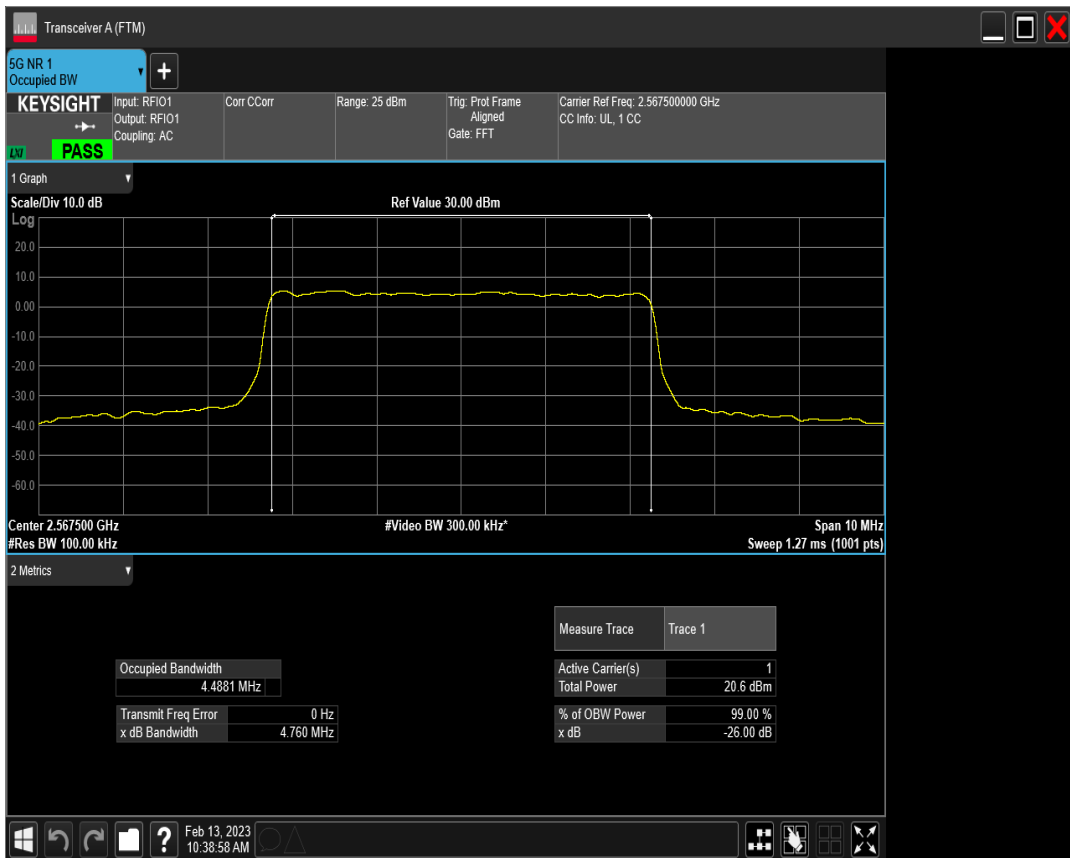 Transceiver A (FTM)
5G NR 1
Occupied BW
KEYSIGHT
LXI
PASS
Input: RFIO1
Output: RFIO1
Coupling: AC
Corr CCorr
Range: 25 dBm
Trig: Prot Frame
Aligned
Gate: FFT
Carrier Ref Freq: 2.567500000 GHz
CC Info: UL, 1 CC
1 Graph
Scale/Div 10.0 dB
Ref Value 30.00 dBm
Log
20.0
10.0
0.00
-10.0
-20.0
-30.0
-40.0
-50.0
-60.0
Center 2.567500 GHz
#Video BW 300.00 kHz*
Span 10 MHz
#Res BW 100.00 kHz
Sweep 1.27 ms (1001 pts)
2 Metrics
Measure Trace Trace 1
Occupied Bandwidth
4.4881 MHz
Active Carrier(s) 1
Total Power 20.6 dBm
Transmit Freq Error 0 Hz
x dB Bandwidth 4.760 MHz
% of OBW Power 99.00 %
x dB -26.00 dB
?
Feb 13, 2023
10:38:58 AM